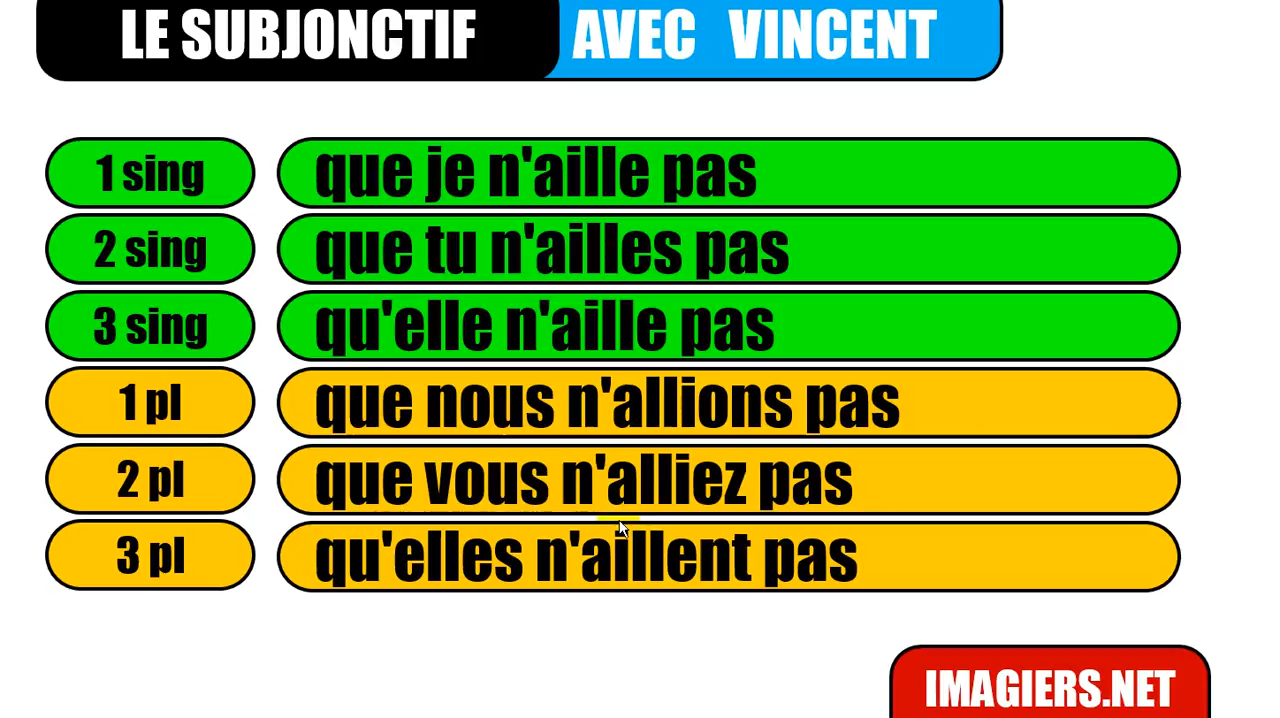 LE SUBJONCTIF AVEC VINCENT
1 sing que je n'aille pas
2 sing que tu n'ailles pas
3 sing qu'elle n'aille pas
1 pl que nous n'allions pas
2 pl que vous n'alliez pas
3 pl qu'elles n'aillent pas
IMAGIERS.NET